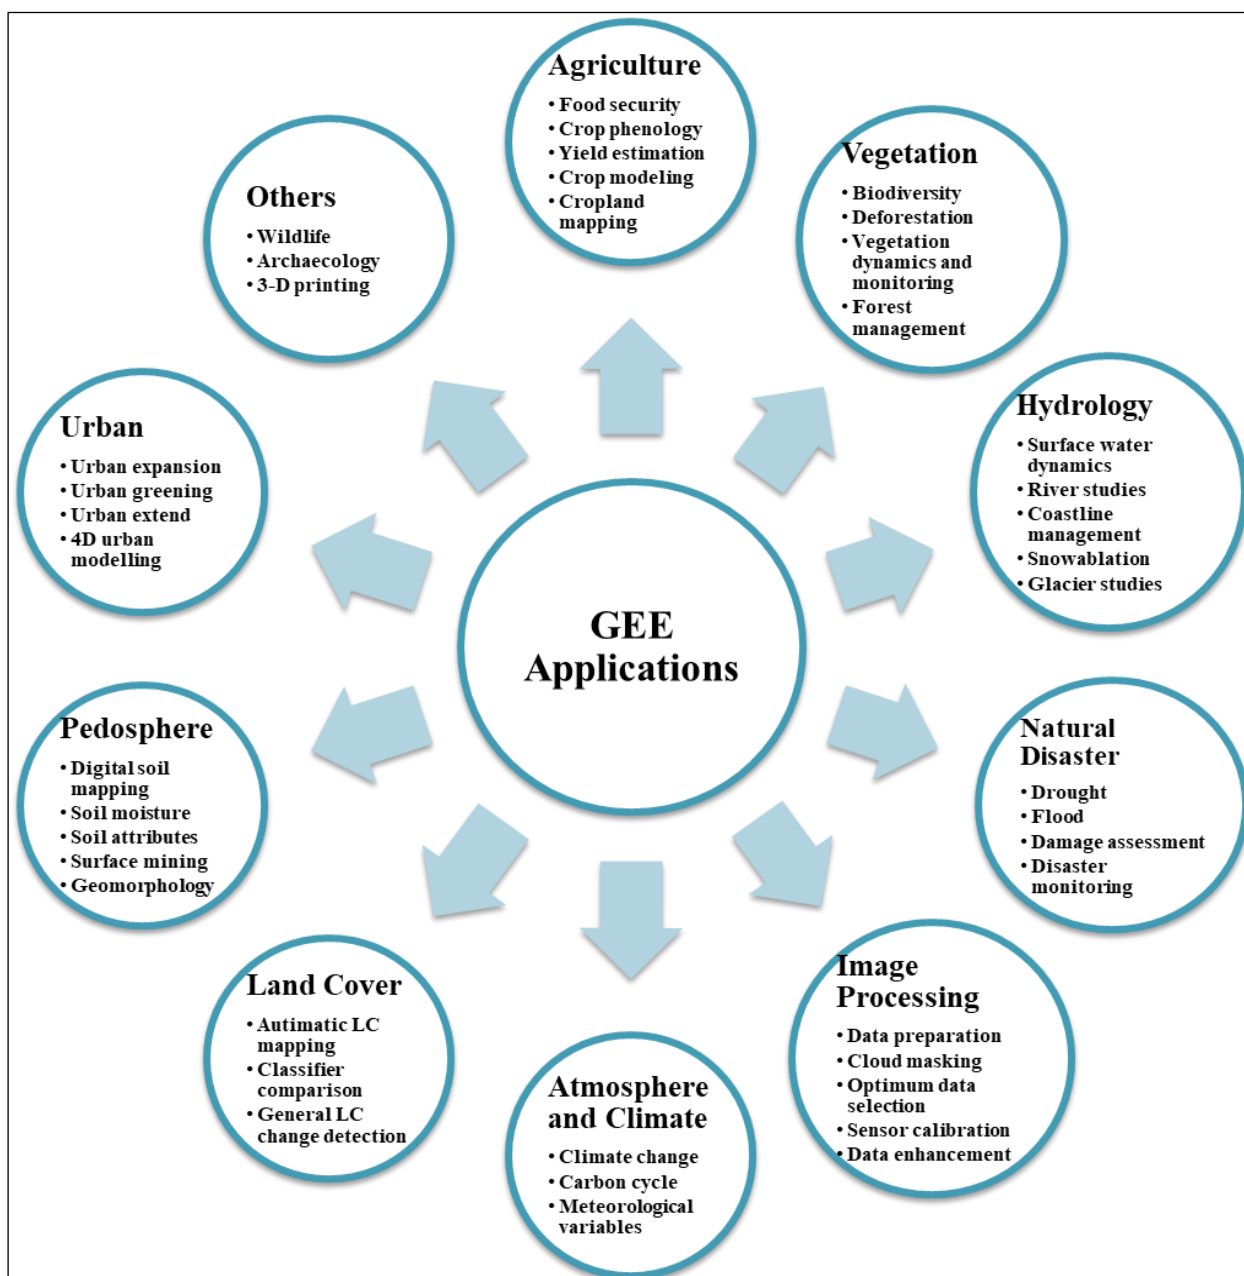 Agriculture
• Food security
• Crop phenology
• Yield estimation
• Crop modeling
• Cropland
mapping
Vegetation
• Biodiversity
• Deforestation
• Vegetation
dynamics and
monitoring
• Forest
management
Hydrology
• Surface water
dynamics
• River studies
• Coastline
management
• Snowablation
• Glacier studies
Natural
Disaster
• Drought
• Flood
• Damage assessment
• Disaster
monitoring
Image
Processing
• Data preparation
• Cloud masking
• Optimum data
selection
• Sensor calibration
• Data enhancement
Atmosphere
and Climate
• Climate change
• Carbon cycle
• Meteorological
variables
Land Cover
• Autimatic LC
mapping
• Classifier
comparison
• General LC
change detection
Pedosphere
• Digital soil
mapping
• Soil moisture
• Soil attributes
• Surface mining
• Geomorphology
Urban
• Urban expansion
• Urban greening
• Urban extend
• 4D urban
modelling
Others
• Wildlife
• Archaecology
• 3-D printing
GEE
Applications